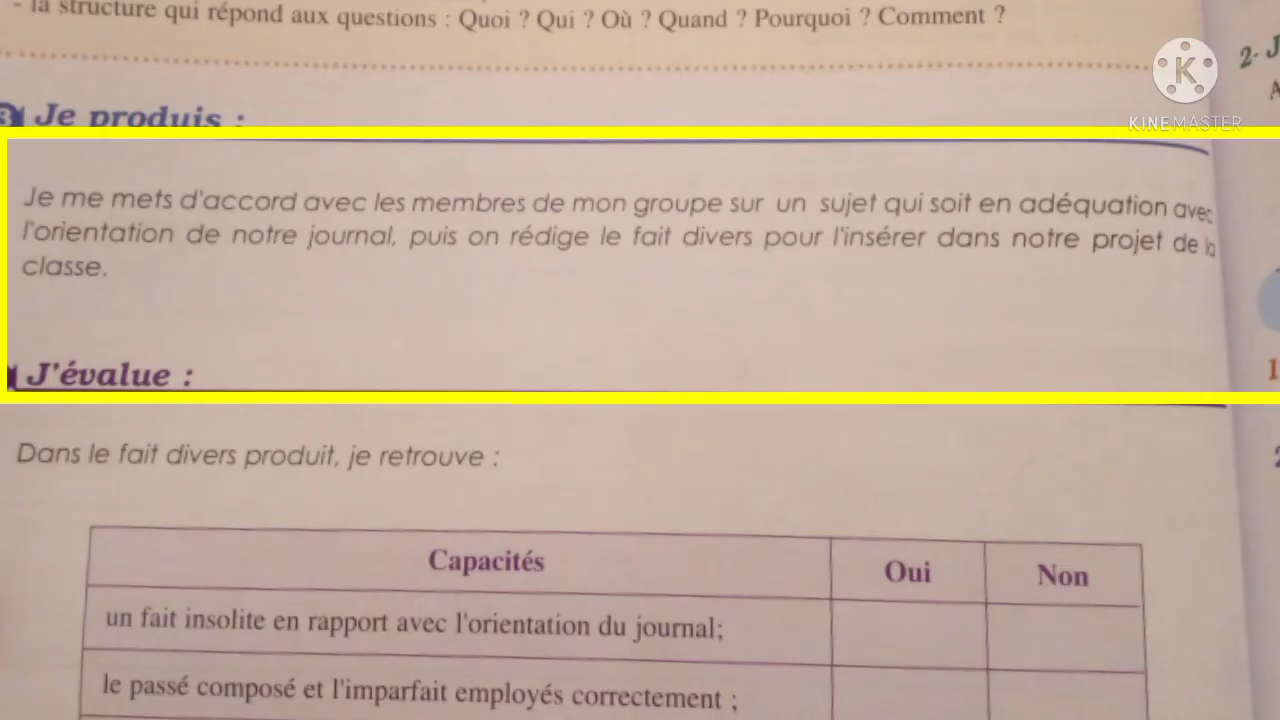 - la structure qui répond aux questions : Quoi ? Qui ? Où ? Quand ? Pourquoi ? Comment ?
2- J
A
KINEMASTER
3 Je produis :
Je me mets d'accord avec les membres de mon groupe sur un sujet qui soit en adéquation avec
l'orientation de notre journal, puis on rédige le fait divers pour l'insérer dans notre projet de la
classe.
1
J'évalue :
Dans le fait divers produit, je retrouve :
2
Capacités Oui Non
un fait insolite en rapport avec l'orientation du journal;
le passé composé et l'imparfait employés correctement ;